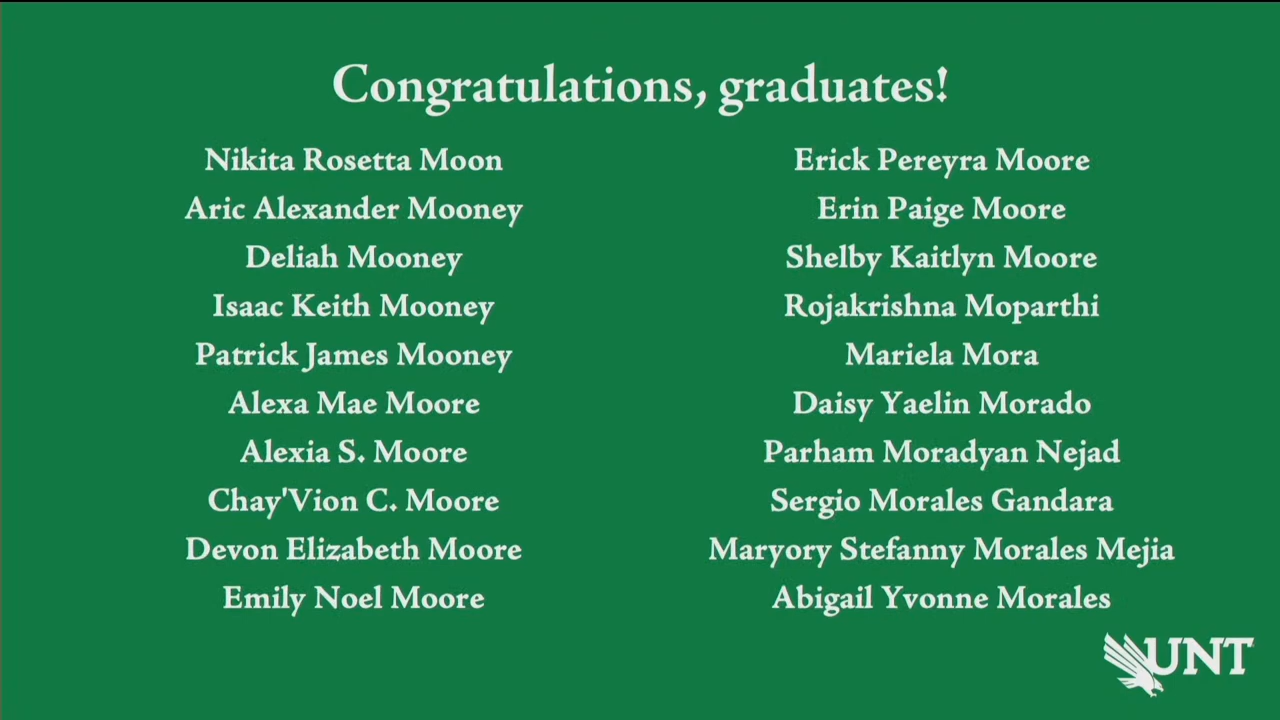 Congratulations, graduates!
Nikita Rosetta Moon
Aric Alexander Mooney
Deliah Mooney
Isaac Keith Mooney
Patrick James Mooney
Alexa Mae Moore
Alexia S. Moore
Chay'Vion C. Moore
Devon Elizabeth Moore
Emily Noel Moore
Erick Pereyra Moore
Erin Paige Moore
Shelby Kaitlyn Moore
Rojakrishna Moparthi
Mariela Mora
Daisy Yaelin Morado
Parham Moradyan Nejad
Sergio Morales Gandara
Maryory Stefanny Morales Mejia
Abigail Yvonne Morales
UNT